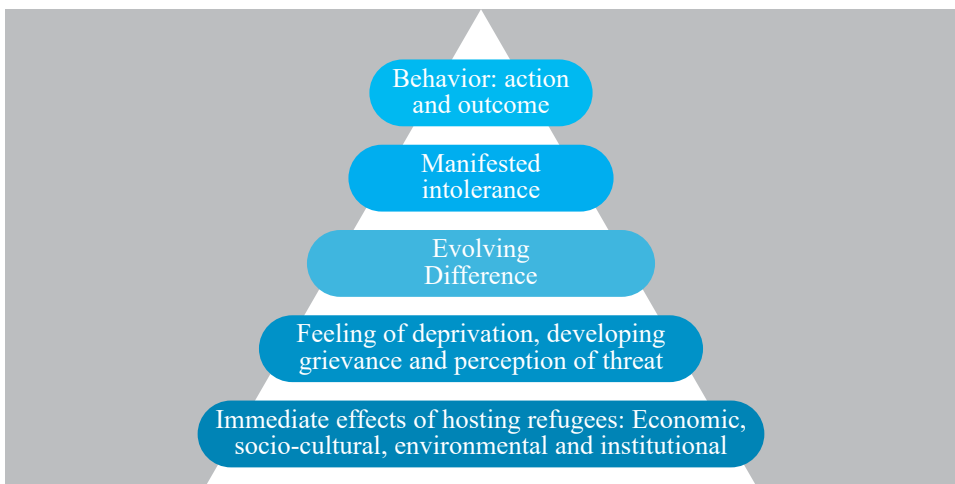 Behavior: action
and outcome
Manifested
intolerance
Evolving
Difference
Feeling of deprivation, developing
grievance and perception of threat
Immediate effects of hosting refugees: Economic,
socio-cultural, environmental and institutional